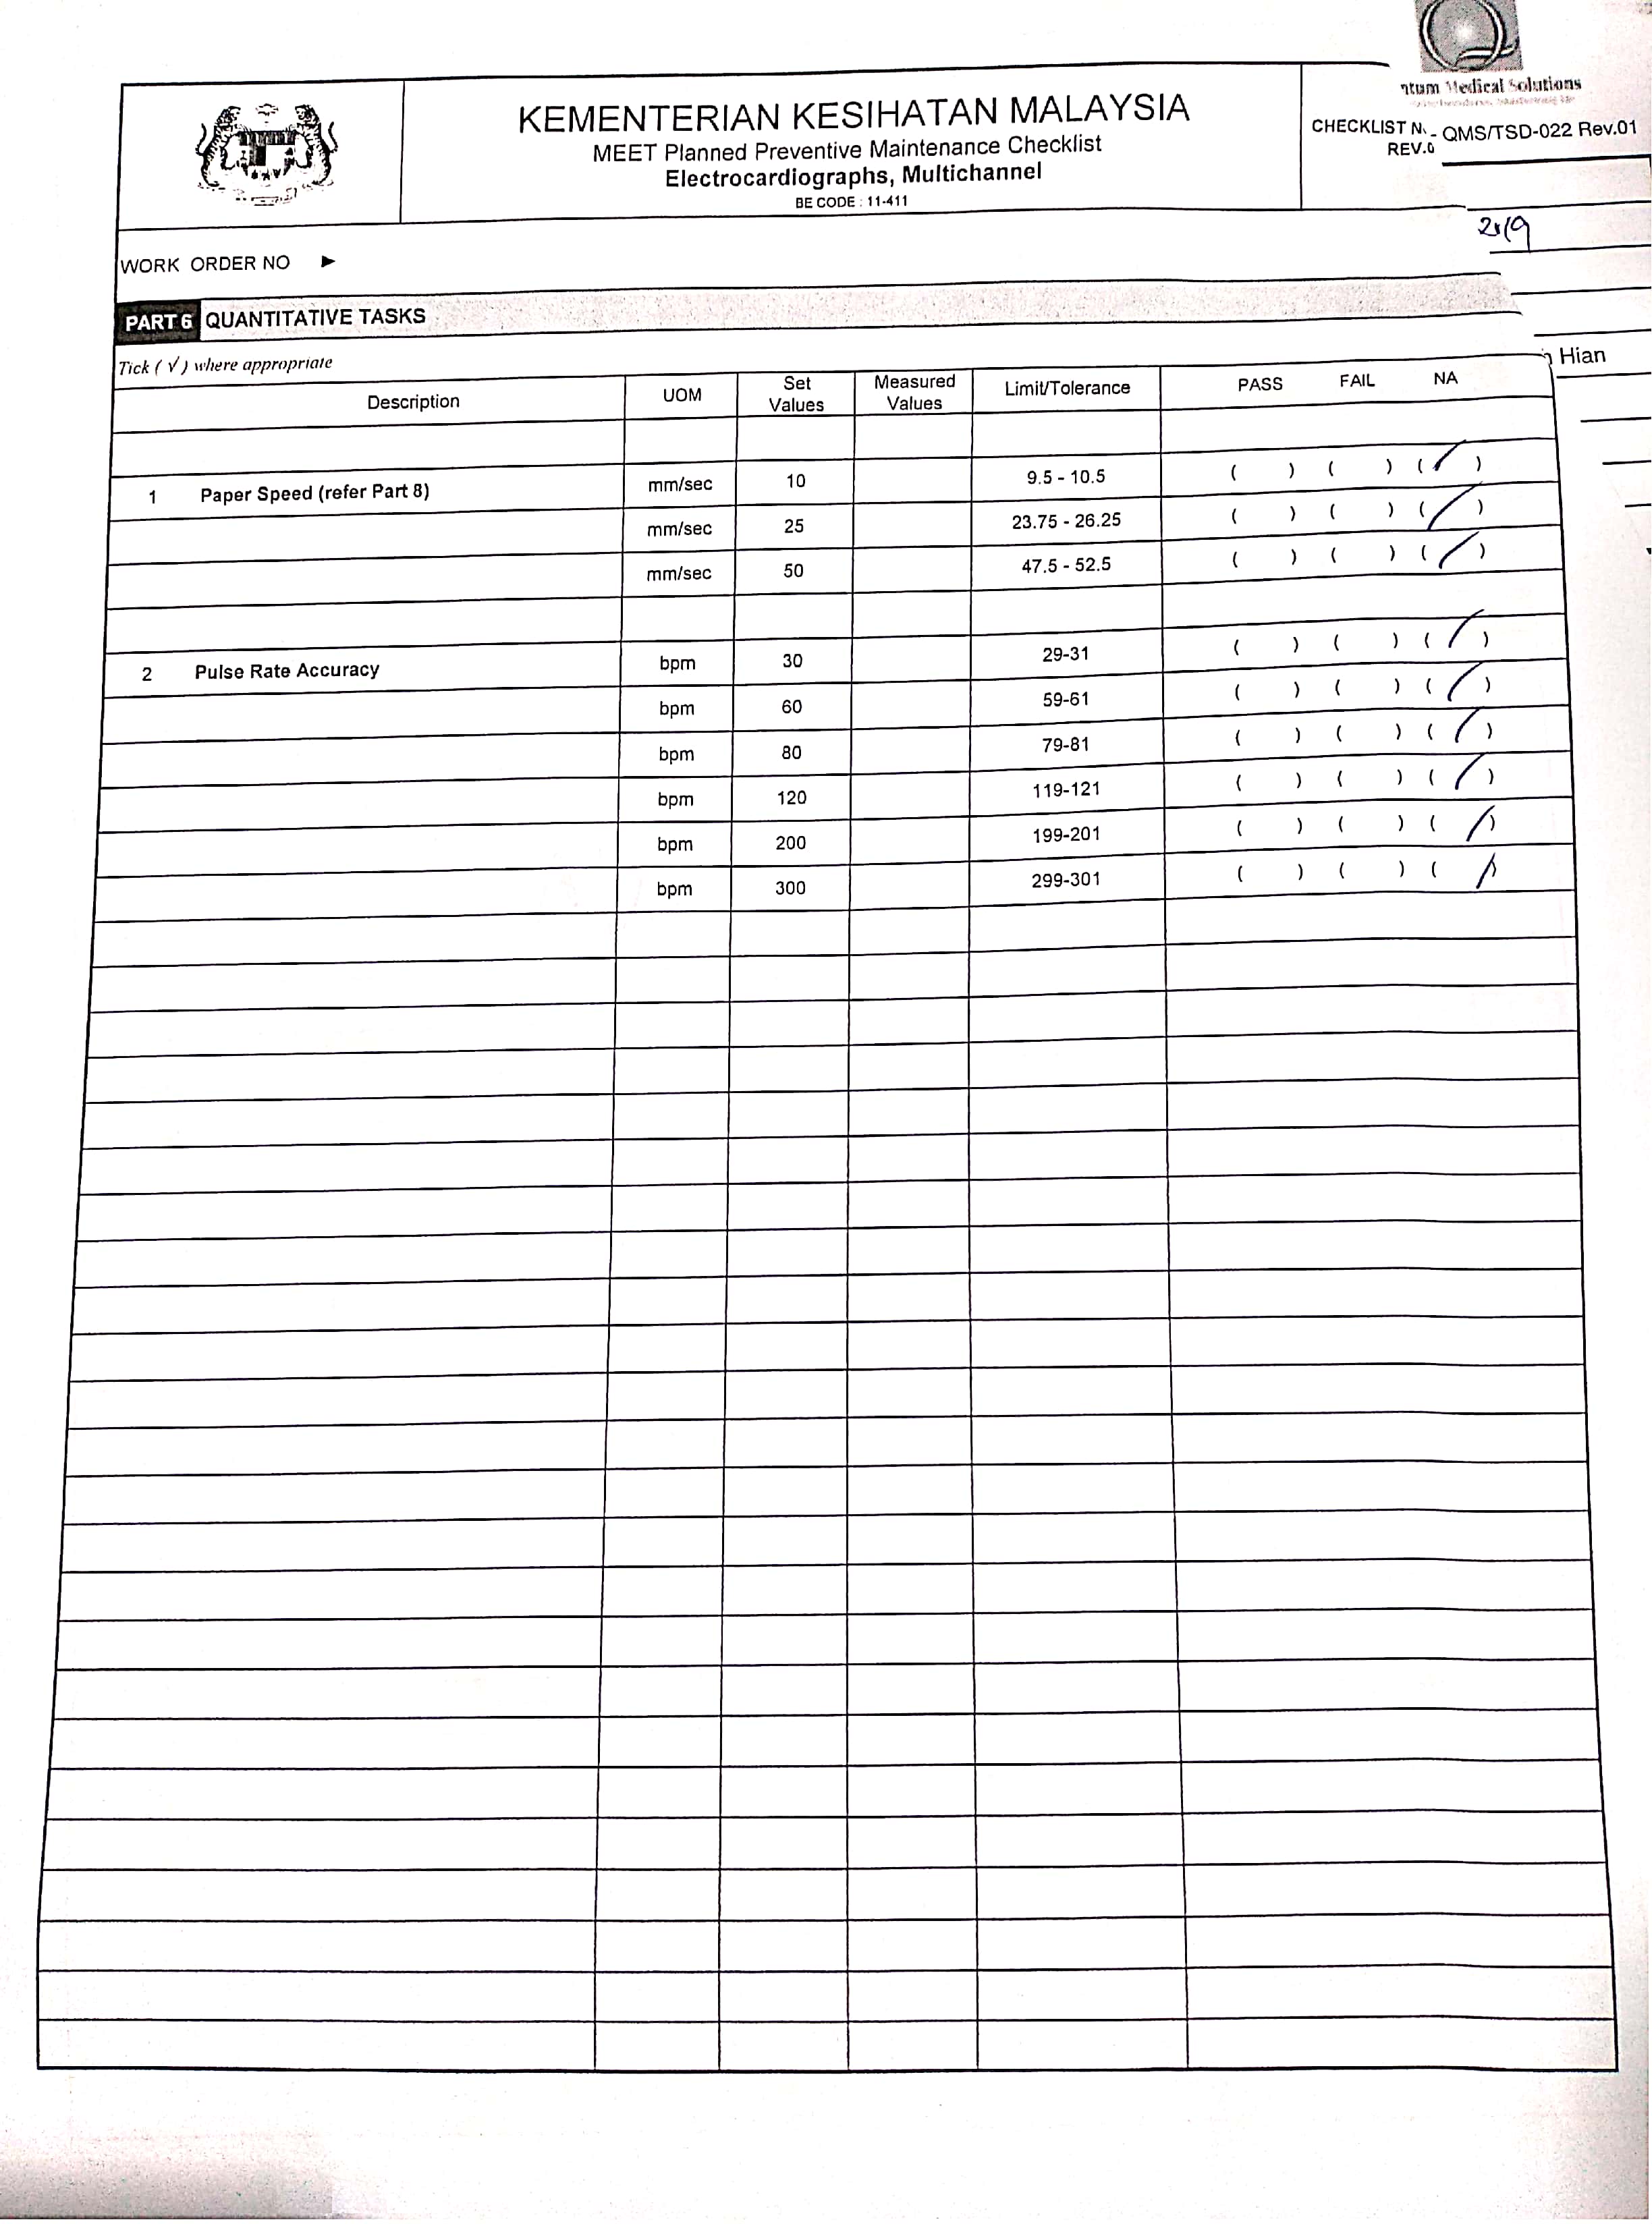 ntum Medical Solutions
KEMENTERIAN KESIHATAN MALAYSIA
MEET Planned Preventive Maintenance Checklist
Electrocardiographs, Multichannel
BE CODE : 11-411
CHECKLIST N QMS/TSD-022 Rev.01
REV.0
WORK ORDER NO ►
PART 6 QUANTITATIVE TASKS
Hian
Tick ( √ ) where appropriate
Description UOM Set Values Measured Values Limit/Tolerance PASS FAIL NA
1 Paper Speed (refer Part 8) mm/sec 10 9.5 - 10.5 ( ) ( ) ( / )
mm/sec 25 23.75 - 26.25 ( ) ( ) ( / )
mm/sec 50 47.5 - 52.5 ( ) ( ) ( / )
2 Pulse Rate Accuracy bpm 30 29-31 ( ) ( ) ( / )
bpm 60 59-61 ( ) ( ) ( / )
bpm 80 79-81 ( ) ( ) ( / )
bpm 120 119-121 ( ) ( ) ( / )
bpm 200 199-201 ( ) ( ) ( / )
bpm 300 299-301 ( ) ( ) ( / )